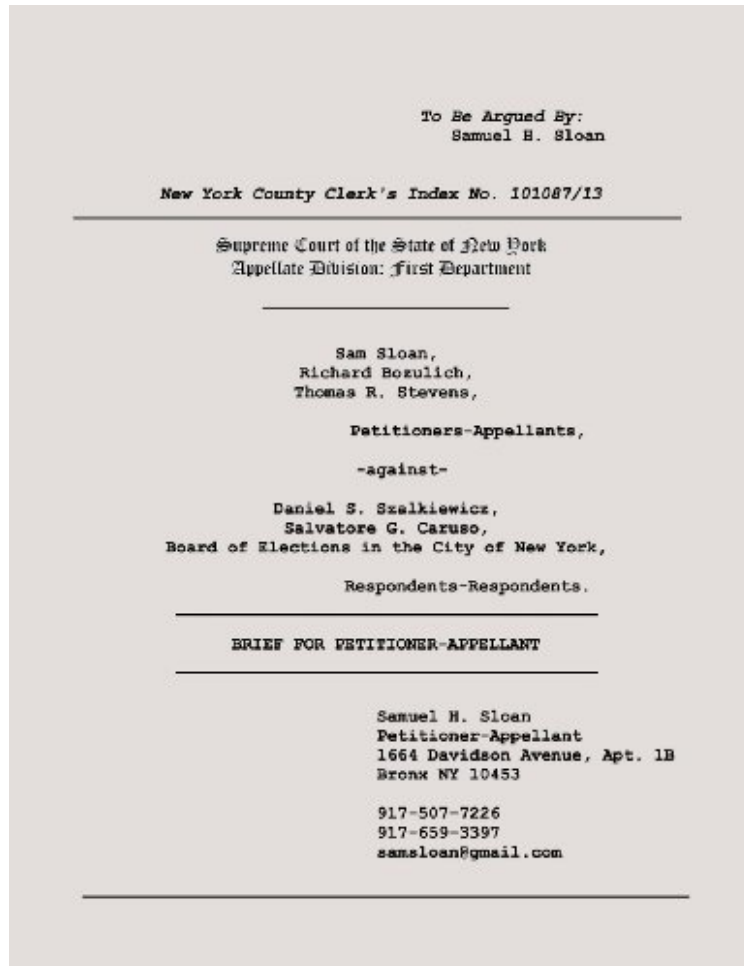 To Be Argued By:
Samuel H. Sloan
New York County Clerk's Index No. 101087/13
Supreme Court of the State of New York
Appellate Division: First Department
Sam Sloan,
Richard Bozulich,
Thomas R. Stevens,
Petitioners-Appellants,
-against-
Daniel S. Szalkiewicz,
Salvatore G. Caruso,
Board of Elections in the City of New York,
Respondents-Respondents.
BRIEF FOR PETITIONER-APPELLANT
Samuel H. Sloan
Petitioner-Appellant
1664 Davidson Avenue, Apt. 1B
Bronx NY 10453
917-507-7226
917-659-3397
samsloan@gmail.com